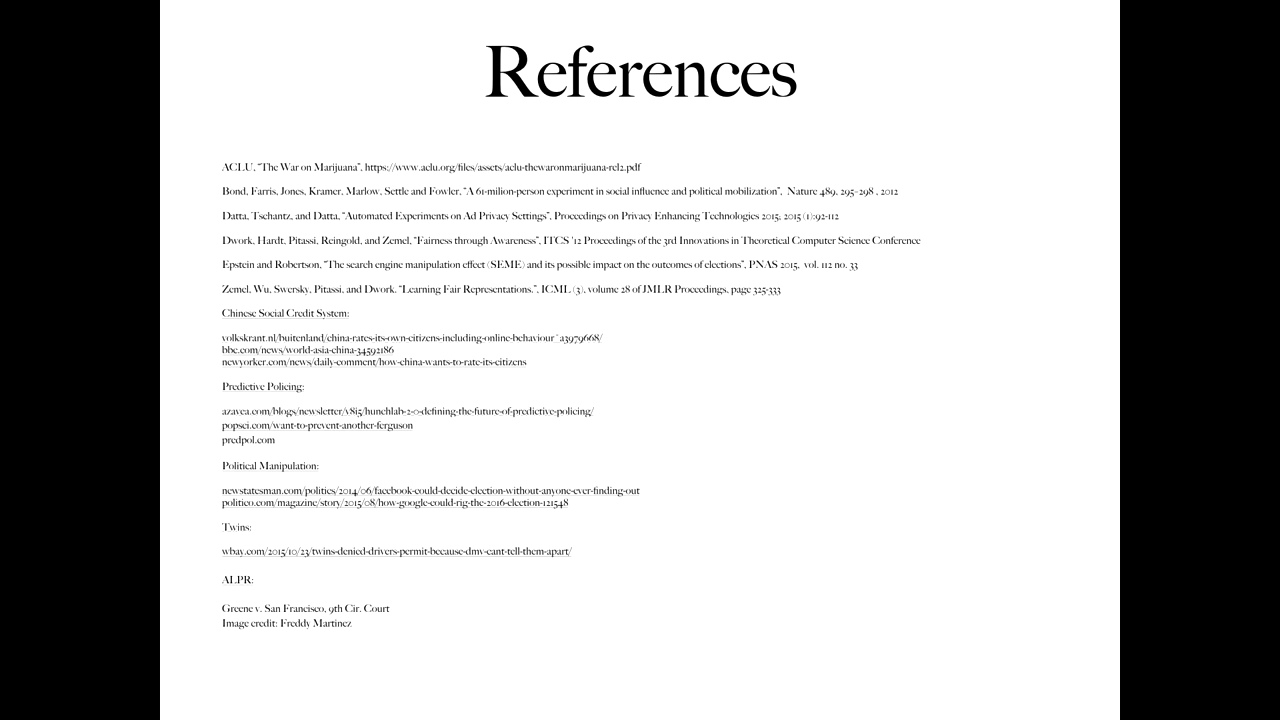 References
ACLU, “The War on Marijuana”, https://www.aclu.org/files/assets/aclu-thewaronmarijuana-rel2.pdf
Bond, Farris, Jones, Kramer, Marlow, Settle and Fowler, “A 61-milion-person experiment in social influence and political mobilization”, Nature 489, 295–298 , 2012
Datta, Tschantz, and Datta, “Automated Experiments on Ad Privacy Settings”, Proceedings on Privacy Enhancing Technologies 2015; 2015 (1):92-112
Dwork, Hardt, Pitassi, Reingold, and Zemel, “Fairness through Awareness”, ITCS '12 Proceedings of the 3rd Innovations in Theoretical Computer Science Conference
Epstein and Robertson, “The search engine manipulation effect (SEME) and its possible impact on the outcomes of elections”, PNAS 2015, vol. 112 no. 33
Zemel, Wu, Swersky, Pitassi, and Dwork. “Learning Fair Representations.”, ICML (3), volume 28 of JMLR Proceedings, page 325-333
Chinese Social Credit System:
volkskrant.nl/buitenland/china-rates-its-own-citizens-including-online-behaviour~a3979668/
bbc.com/news/world-asia-china-34592186
newyorker.com/news/daily-comment/how-china-wants-to-rate-its-citizens
Predictive Policing:
azavea.com/blogs/newsletter/v8i5/hunchlab-2-0-defining-the-future-of-predictive-policing/
popsci.com/want-to-prevent-another-ferguson
predpol.com
Political Manipulation:
newstatesman.com/politics/2014/06/facebook-could-decide-election-without-anyone-ever-finding-out
politico.com/magazine/story/2015/08/how-google-could-rig-the-2016-election-121548
Twins:
wbay.com/2015/10/23/twins-denied-drivers-permit-because-dmv-cant-tell-them-apart/
ALPR:
Greene v. San Francisco, 9th Cir. Court
Image credit: Freddy Martinez